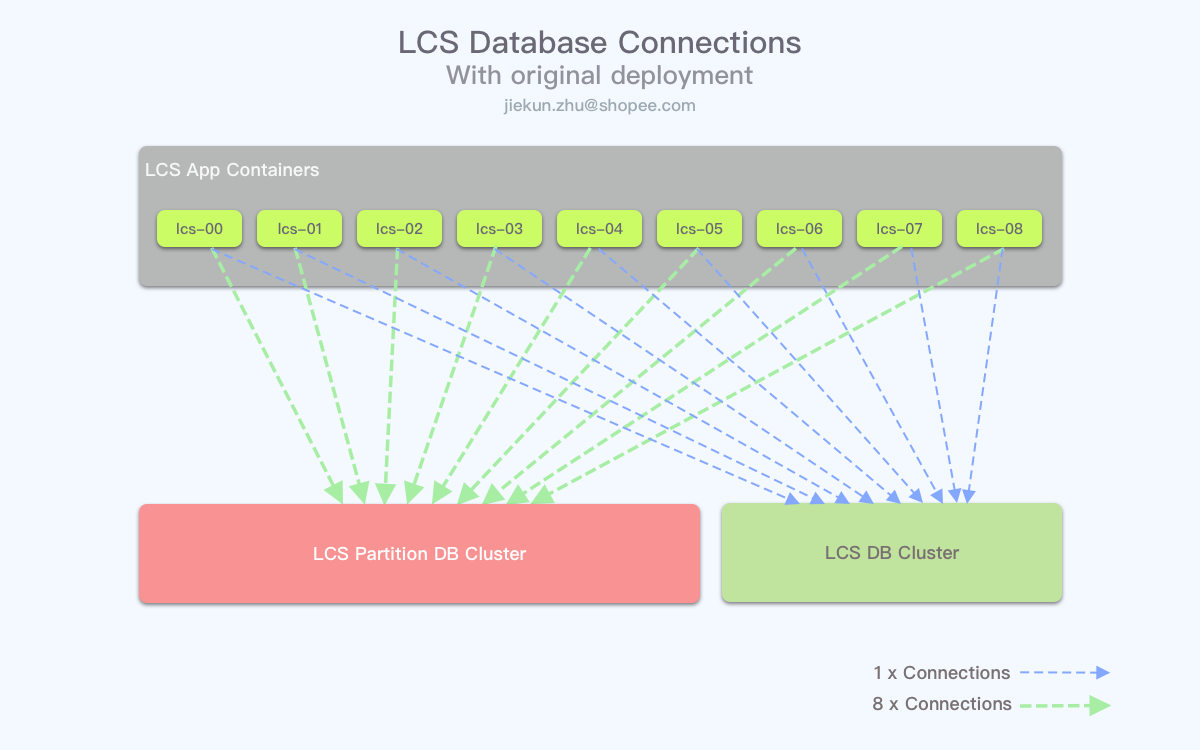 LCS Database Connections
With original deployment
jiekun.zhu@shopee.com
LCS App Containers
lcs-00 lcs-01 lcs-02 lcs-03 lcs-04 lcs-05 lcs-06 lcs-07 lcs-08
LCS Partition DB Cluster
LCS DB Cluster
1 x Connections
8 x Connections